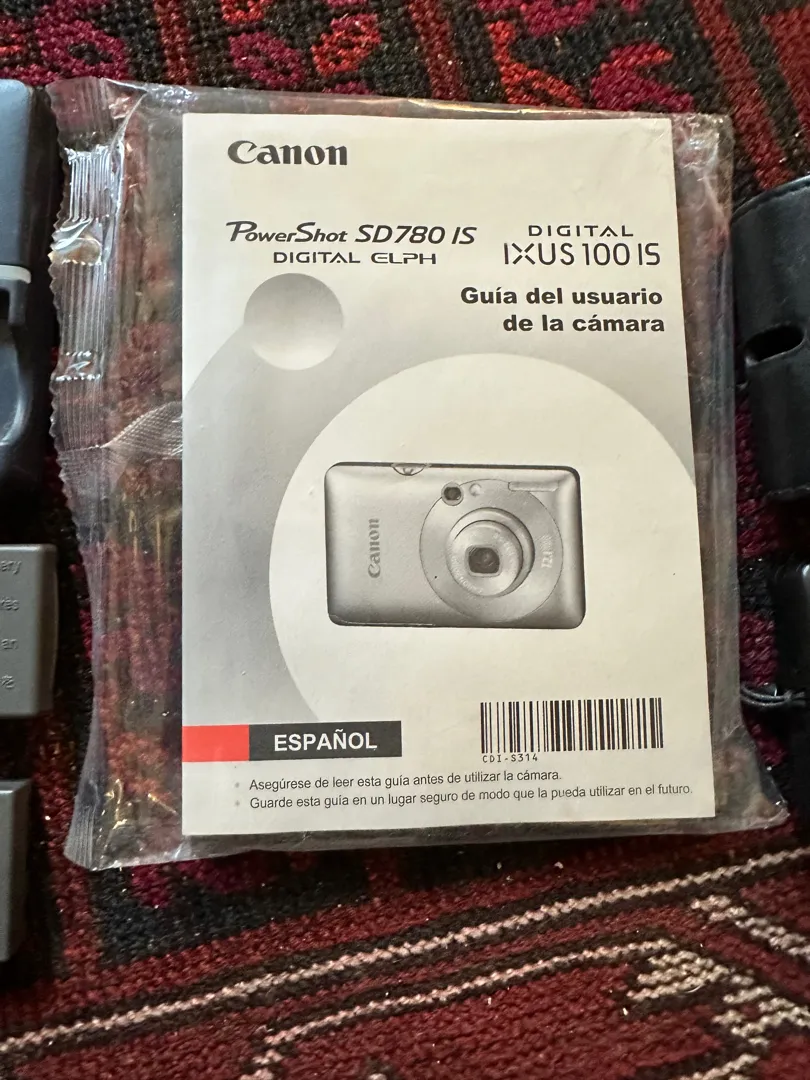 Canon
PowerShot SD780 IS
DIGITAL ELPH
DIGITAL
IXUS 100 IS
Guía del usuario
de la cámara
Canon
12.1
ESPAÑOL
CDI-S314
Asegúrese de leer esta guía antes de utilizar la cámara.
Guarde esta guía en un lugar seguro de modo que la pueda utilizar en el futuro.